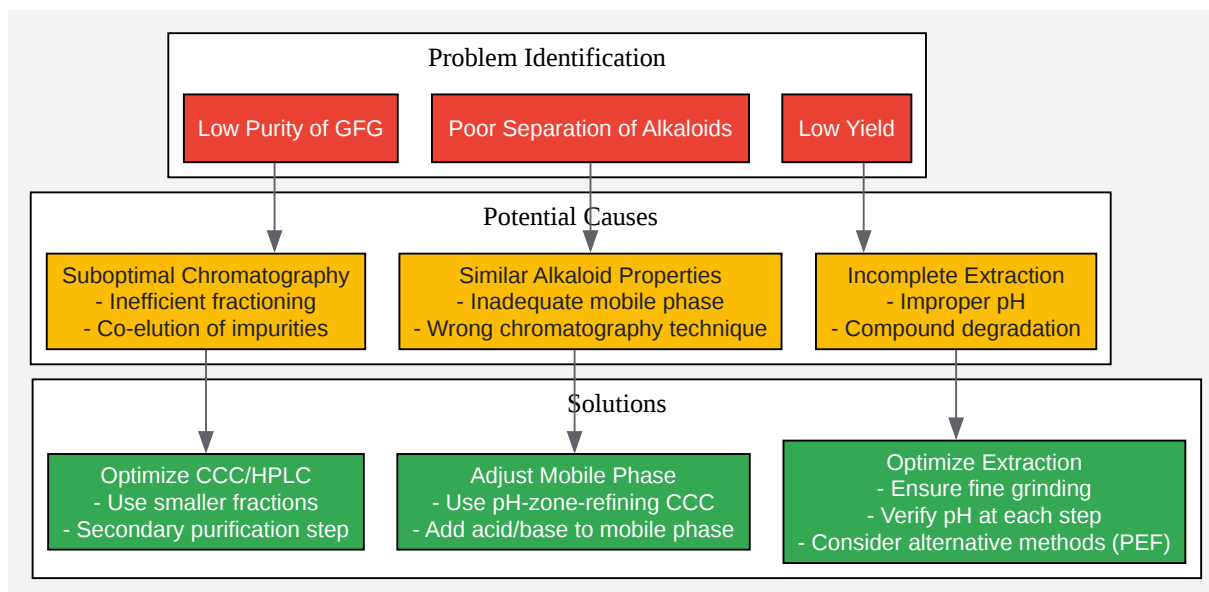 Problem Identification
Low Purity of GFG
Poor Separation of Alkaloids
Low Yield
Potential Causes
Suboptimal Chromatography
- Inefficient fractioning
- Co-elution of impurities
Similar Alkaloid Properties
- Inadequate mobile phase
- Wrong chromatography technique
Incomplete Extraction
- Improper pH
- Compound degradation
Solutions
Optimize CCC/HPLC
- Use smaller fractions
- Secondary purification step
Adjust Mobile Phase
- Use pH-zone-refining CCC
- Add acid/base to mobile phase
Optimize Extraction
- Ensure fine grinding
- Verify pH at each step
- Consider alternative methods (PEF)